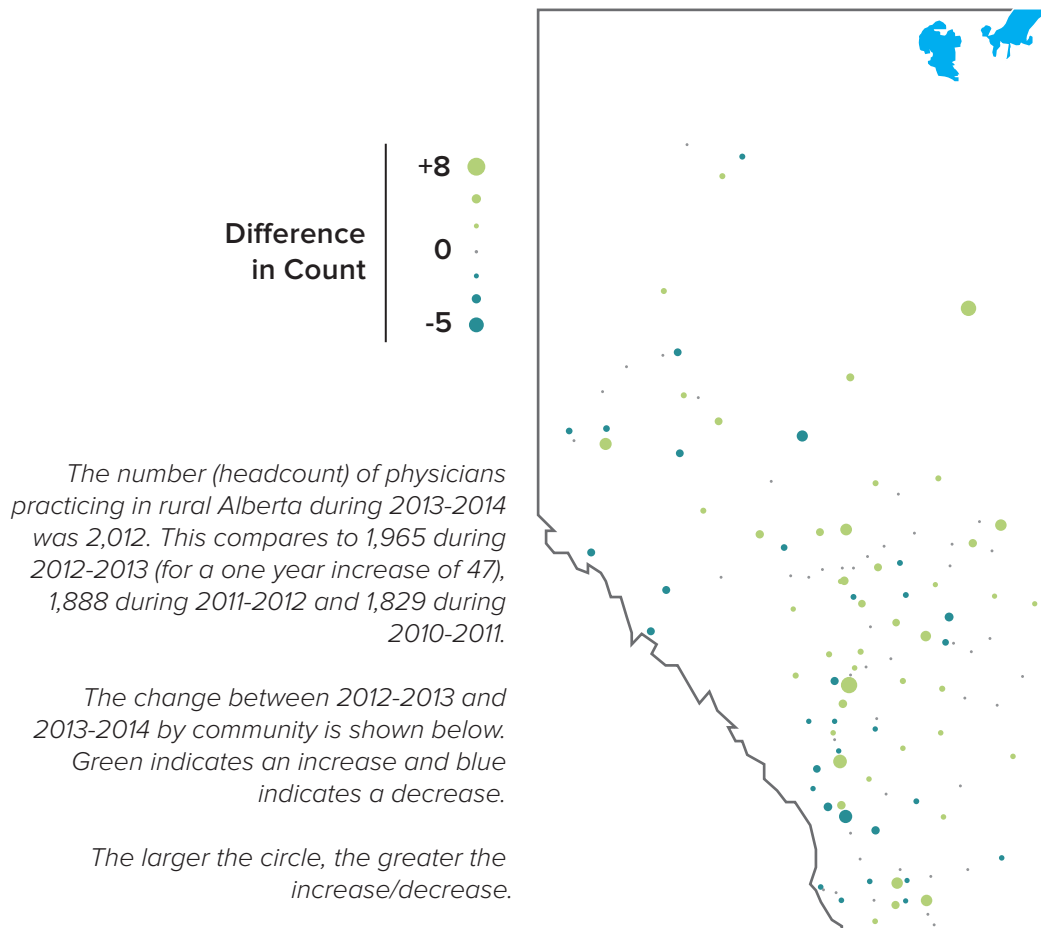 +8
Difference
in Count
0
-5
The number (headcount) of physicians
practicing in rural Alberta during 2013-2014
was 2,012. This compares to 1,965 during
2012-2013 (for a one year increase of 47),
1,888 during 2011-2012 and 1,829 during
2010-2011.
The change between 2012-2013 and
2013-2014 by community is shown below.
Green indicates an increase and blue
indicates a decrease.
The larger the circle, the greater the
increase/decrease.